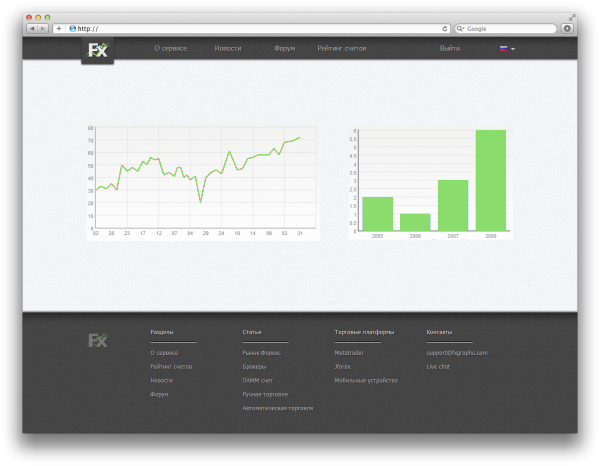 http://
Google
Fx
О сервисе Новости Форум Рейтинг счетов Выйти
80
70
60
50
40
30
20
10
0
02 28 23 17 12 07 04 29 24 19 14 09 03 31
6
5.5
5
4.5
4
3.5
3
2.5
2
1.5
1
0.5
0
2005 2006 2007 2008
Fx
Разделы
О сервисе
Рейтинг счетов
Новости
Форум
Статьи
Рынок Форекс
Брокеры
ПАММ счет
Ручная торговля
Автоматическая торговля
Торговые платформы
Metatrader
JForex
Мобильные устройства
Контакты
support@fxgraphs.com
Live chat